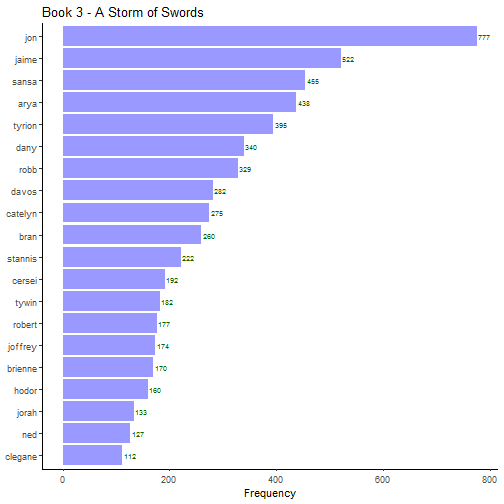 Book 3 - A Storm of Swords
jon 777
jaime 522
sansa 455
arya 438
tyrion 395
dany 340
robb 329
davos 282
catelyn 275
bran 260
stannis 222
cersei 192
tywin 182
robert 177
joffrey 174
brienne 170
hodor 160
jorah 133
ned 127
clegane 112
0 200 400 600 800
Frequency